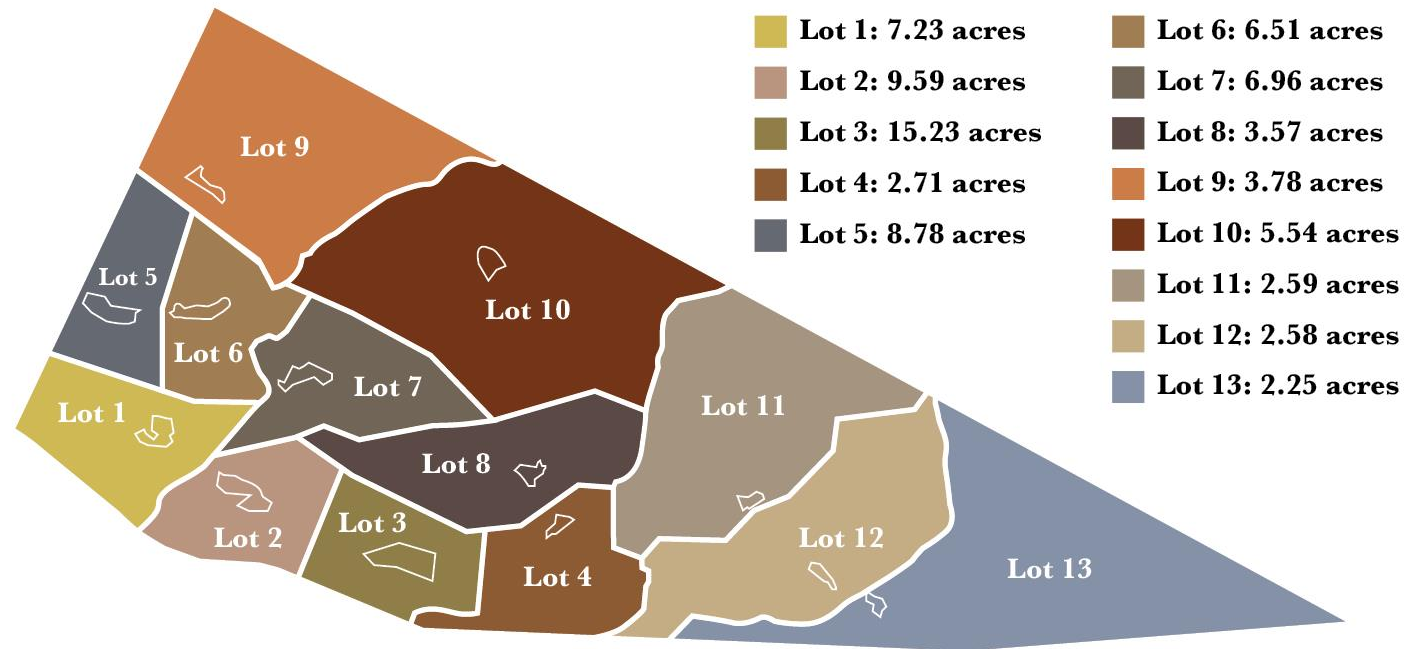 Lot 1: 7.23 acres
Lot 2: 9.59 acres
Lot 3: 15.23 acres
Lot 4: 2.71 acres
Lot 5: 8.78 acres
Lot 6: 6.51 acres
Lot 7: 6.96 acres
Lot 8: 3.57 acres
Lot 9: 3.78 acres
Lot 10: 5.54 acres
Lot 11: 2.59 acres
Lot 12: 2.58 acres
Lot 13: 2.25 acres
Lot 9
Lot 5
Lot 10
Lot 6
Lot 7
Lot 11
Lot 1
Lot 8
Lot 3
Lot 2
Lot 12
Lot 4
Lot 13